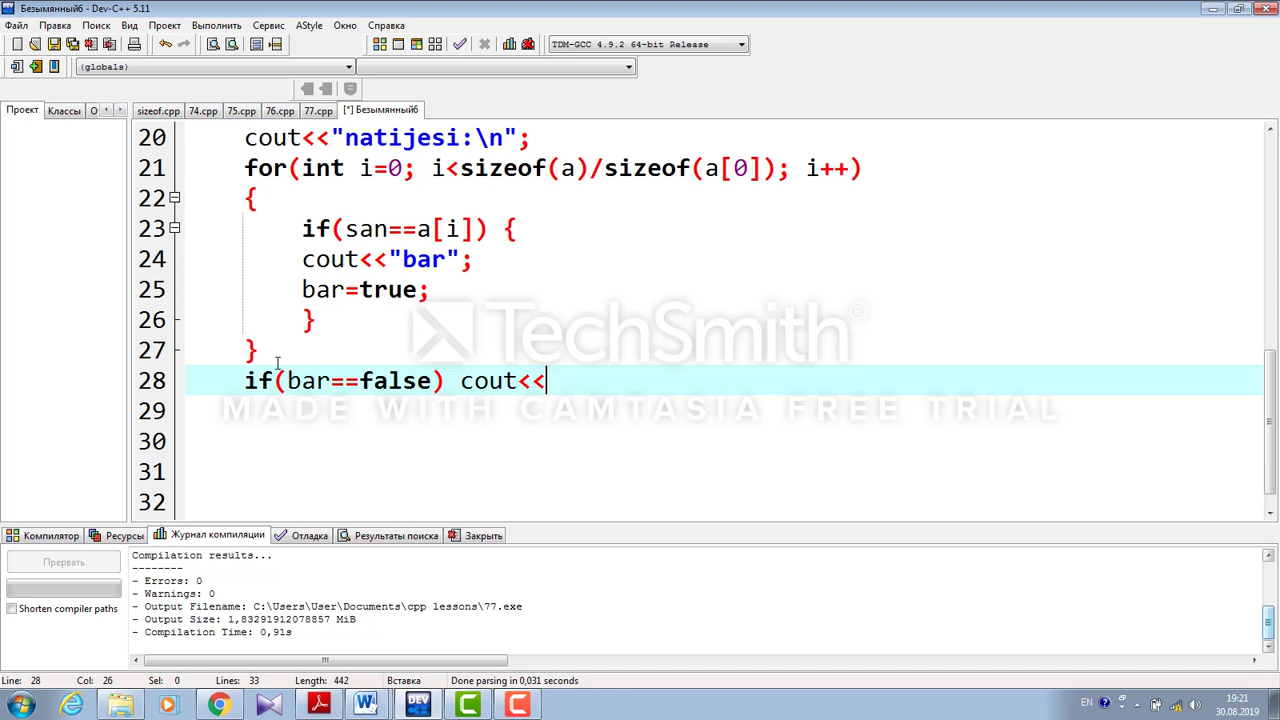 Безымянный6 - Dev-C++ 5.11
Файл Правка Поиск Вид Проект Выполнить Сервис AStyle Окно Справка
TDM-GCC 4.9.2 64-bit Release
(globals)
Проект Классы О sizeof.cpp 74.cpp 75.cpp 76.cpp 77.cpp [*] Безымянный6
20 cout<<"natijesi:\n";
21 for(int i=0; i<sizeof(a)/sizeof(a[0]); i++)
22 {
23 if(san==a[i]) {
24 cout<<"bar";
25 bar=true;
26 }
27 }
28 if(bar==false) cout<<
29
30
31
32
TechSmith®
MADE WITH CAMTASIA FREE TRIAL
Компилятор Ресурсы Журнал компиляции Отладка Результаты поиска Закрыть
Прервать
Shorten compiler paths
Compilation results...
--------
- Errors: 0
- Warnings: 0
- Output Filename: C:\Users\User\Documents\cpp lessons\77.exe
- Output Size: 1,83291912078857 MiB
- Compilation Time: 0,91s
Line: 28 Col: 26 Sel: 0 Lines: 33 Length: 442 Вставка Done parsing in 0,031 seconds
DEV
EN
19:21
30.08.2019